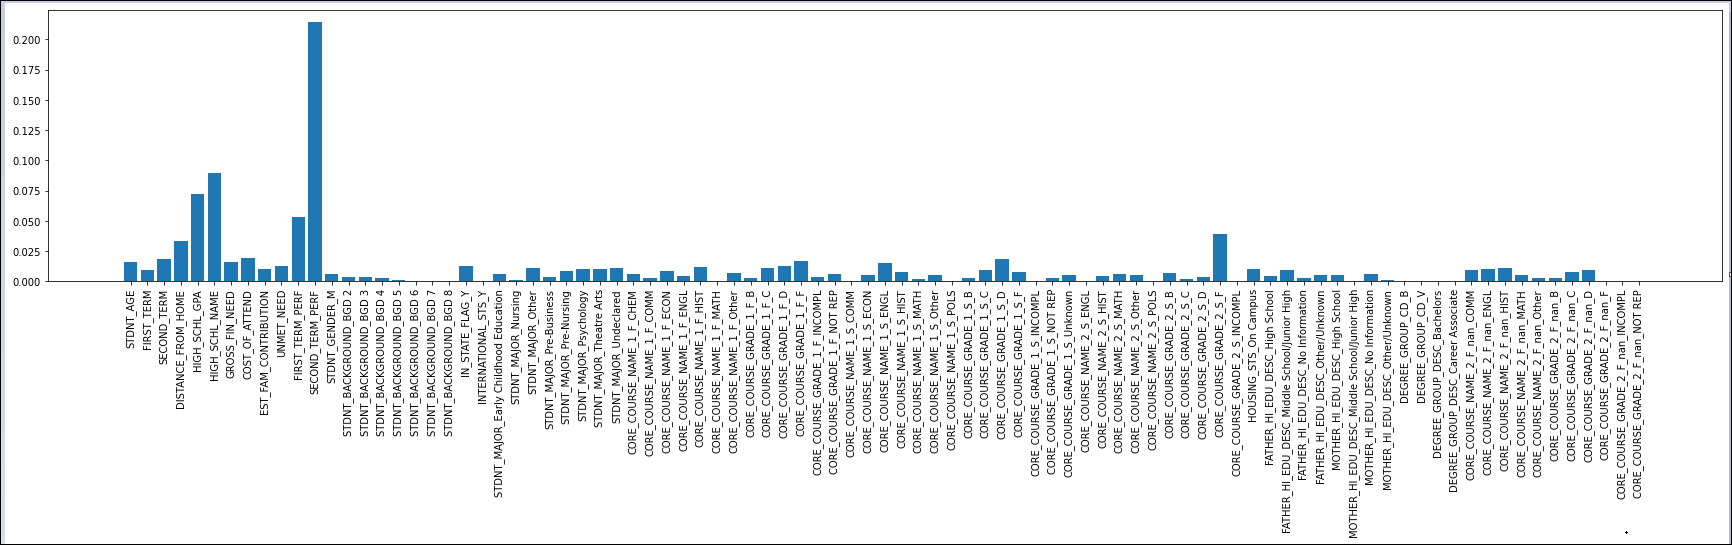 0.200
0.175
0.150
0.125
0.100
0.075
0.050
0.025
0.000
STDNT_AGE
FIRST_TERM
SECOND_TERM
DISTANCE_FROM_HOME
HIGH_SCHL_GPA
HIGH_SCHL_NAME
GROSS_FIN_NEED
COST_OF_ATTEND
EST_FAM_CONTRIBUTION
UNMET_NEED
FIRST_TERM_PERF
SECOND_TERM_PERF
STDNT_GENDER_M
STDNT_BACKGROUND_BGD 2
STDNT_BACKGROUND_BGD 3
STDNT_BACKGROUND_BGD 4
STDNT_BACKGROUND_BGD 5
STDNT_BACKGROUND_BGD 6
STDNT_BACKGROUND_BGD 7
STDNT_BACKGROUND_BGD 8
IN_STATE_FLAG_Y
INTERNATIONAL_STS_Y
STDNT_MAJOR_Early Childhood Education
STDNT_MAJOR_Nursing
STDNT_MAJOR_Other
STDNT_MAJOR_Pre-Business
STDNT_MAJOR_Pre-Nursing
STDNT_MAJOR_Psychology
STDNT_MAJOR_Theatre Arts
STDNT_MAJOR_Undeclared
CORE_COURSE_NAME_1_F_CHEM
CORE_COURSE_NAME_1_F_COMM
CORE_COURSE_NAME_1_F_ECON
CORE_COURSE_NAME_1_F_ENGL
CORE_COURSE_NAME_1_F_HIST
CORE_COURSE_NAME_1_F_MATH
CORE_COURSE_NAME_1_F_Other
CORE_COURSE_GRADE_1_F_B
CORE_COURSE_GRADE_1_F_C
CORE_COURSE_GRADE_1_F_D
CORE_COURSE_GRADE_1_F_F
CORE_COURSE_GRADE_1_F_INCOMPL
CORE_COURSE_GRADE_1_F_NOT REP
CORE_COURSE_NAME_1_S_COMM
CORE_COURSE_NAME_1_S_ECON
CORE_COURSE_NAME_1_S_ENGL
CORE_COURSE_NAME_1_S_HIST
CORE_COURSE_NAME_1_S_MATH
CORE_COURSE_NAME_1_S_Other
CORE_COURSE_NAME_1_S_POLS
CORE_COURSE_GRADE_1_S_B
CORE_COURSE_GRADE_1_S_C
CORE_COURSE_GRADE_1_S_D
CORE_COURSE_GRADE_1_S_F
CORE_COURSE_GRADE_1_S_INCOMPL
CORE_COURSE_GRADE_1_S_NOT REP
CORE_COURSE_GRADE_1_S_Unknown
CORE_COURSE_NAME_2_S_ENGL
CORE_COURSE_NAME_2_S_HIST
CORE_COURSE_NAME_2_S_MATH
CORE_COURSE_NAME_2_S_Other
CORE_COURSE_NAME_2_S_POLS
CORE_COURSE_GRADE_2_S_B
CORE_COURSE_GRADE_2_S_C
CORE_COURSE_GRADE_2_S_D
CORE_COURSE_GRADE_2_S_F
CORE_COURSE_GRADE_2_S_INCOMPL
HOUSING_STS_On Campus
FATHER_HI_EDU_DESC_High School
FATHER_HI_EDU_DESC_Middle School/Junior High
FATHER_HI_EDU_DESC_No Information
FATHER_HI_EDU_DESC_Other/Unknown
MOTHER_HI_EDU_DESC_High School
MOTHER_HI_EDU_DESC_Middle School/Junior High
MOTHER_HI_EDU_DESC_No Information
MOTHER_HI_EDU_DESC_Other/Unknown
DEGREE_GROUP_CD_B
DEGREE_GROUP_CD_V
DEGREE_GROUP_DESC_Bachelors
DEGREE_GROUP_DESC_Career Associate
CORE_COURSE_NAME_2_F_nan_COMM
CORE_COURSE_NAME_2_F_nan_ENGL
CORE_COURSE_NAME_2_F_nan_HIST
CORE_COURSE_NAME_2_F_nan_MATH
CORE_COURSE_NAME_2_F_nan_Other
CORE_COURSE_GRADE_2_F_nan_B
CORE_COURSE_GRADE_2_F_nan_C
CORE_COURSE_GRADE_2_F_nan_D
CORE_COURSE_GRADE_2_F_nan_F
CORE_COURSE_GRADE_2_F_nan_INCOMPL
CORE_COURSE_GRADE_2_F_nan_NOT REP